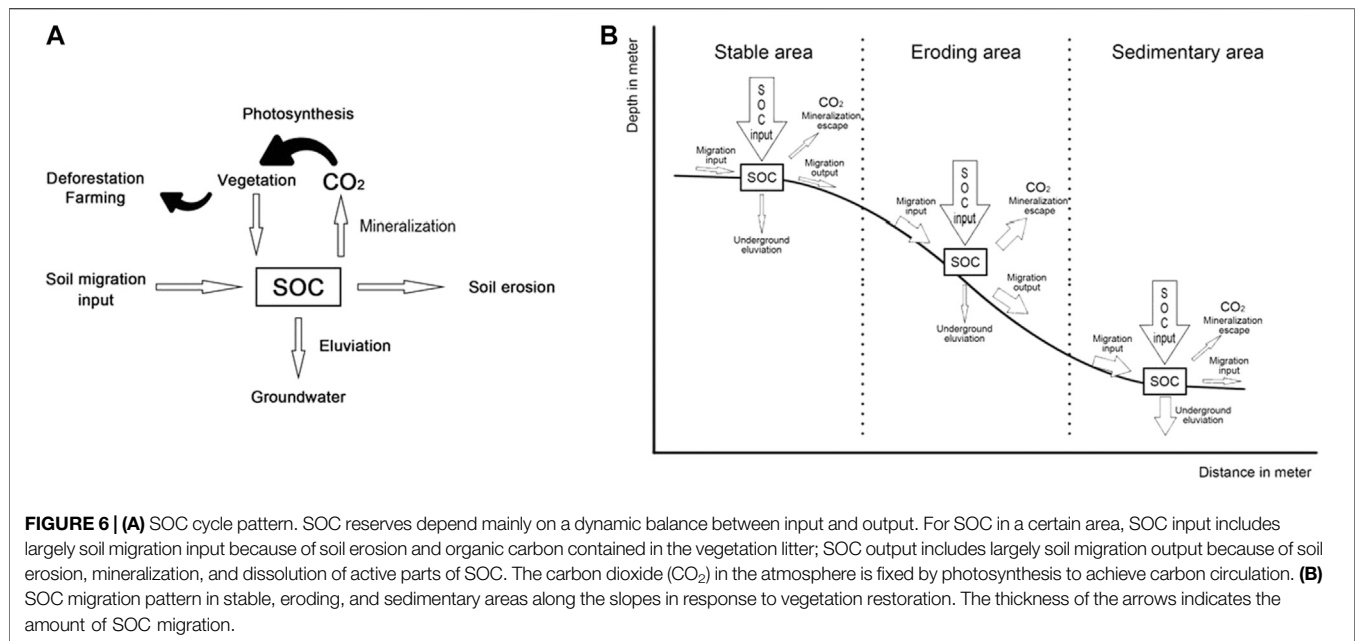 A
Photosynthesis
Deforestation
Farming
Vegetation
CO₂
Mineralization
Soil migration
input
SOC
Soil erosion
Eluviation
Groundwater
B
Depth in meter
Stable area
Eroding area
Sedimentary area
S
O
C
input
CO₂
Mineralization
escape
Migration
input
SOC
Migration
output
Underground
eluviation
S
O
C
input
CO₂
Mineralization
escape
Migration
input
SOC
Migration
output
Underground
eluviation
S
O
C
input
CO₂
Mineralization
escape
Migration
input
SOC
Migration
input
Underground
eluviation
Distance in meter
FIGURE 6 | (A) SOC cycle pattern. SOC reserves depend mainly on a dynamic balance between input and output. For SOC in a certain area, SOC input includes
largely soil migration input because of soil erosion and organic carbon contained in the vegetation litter; SOC output includes largely soil migration output because of soil
erosion, mineralization, and dissolution of active parts of SOC. The carbon dioxide (CO₂) in the atmosphere is fixed by photosynthesis to achieve carbon circulation. (B)
SOC migration pattern in stable, eroding, and sedimentary areas along the slopes in response to vegetation restoration. The thickness of the arrows indicates the
amount of SOC migration.